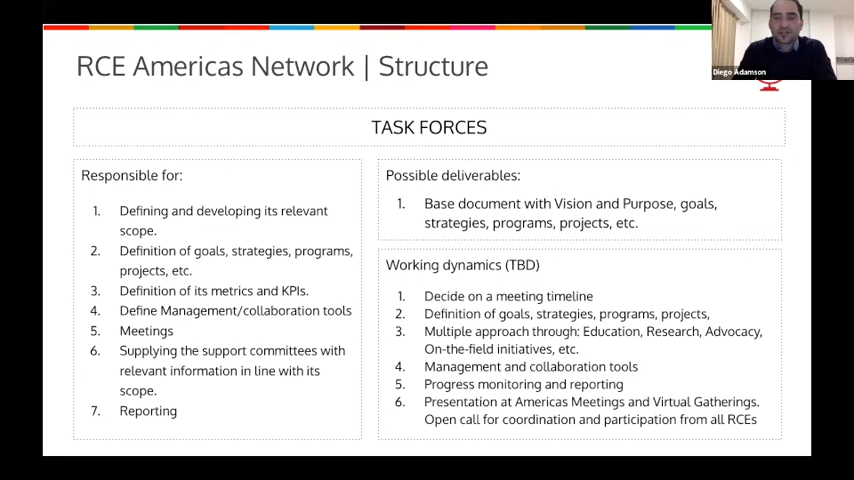 RCE Americas Network | Structure
Diego Adamson
TASK FORCES
Responsible for:
1. Defining and developing its relevant
scope.
2. Definition of goals, strategies, programs,
projects, etc.
3. Definition of its metrics and KPIs.
4. Define Management/collaboration tools
5. Meetings
6. Supplying the support committees with
relevant information in line with its
scope.
7. Reporting
Possible deliverables:
1. Base document with Vision and Purpose, goals,
strategies, programs, projects, etc.
Working dynamics (TBD)
1. Decide on a meeting timeline
2. Definition of goals, strategies, programs, projects,
3. Multiple approach through: Education, Research, Advocacy,
On-the-field initiatives, etc.
4. Management and collaboration tools
5. Progress monitoring and reporting
6. Presentation at Americas Meetings and Virtual Gatherings.
Open call for coordination and participation from all RCEs